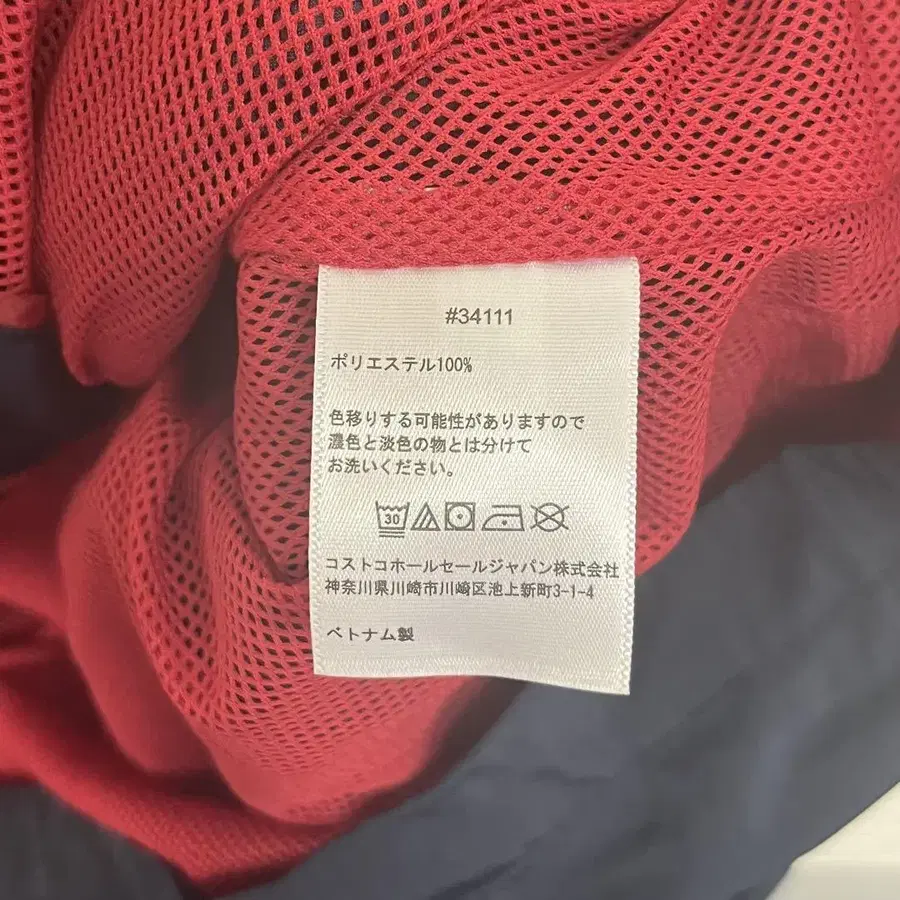 #34111
ポリエステル100%
色移りする可能性がありますので
濃色と淡色の物とは分けて
お洗いください。
30
コストコホールセールジャパン株式会社
神奈川県川崎市川崎区池上新町3-1-4
ベトナム製